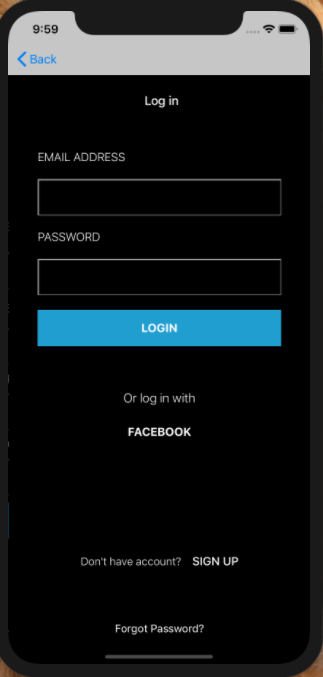 9:59
Back
Log in
EMAIL ADDRESS
PASSWORD
LOGIN
Or log in with
FACEBOOK
Don't have account? SIGN UP
Forgot Password?